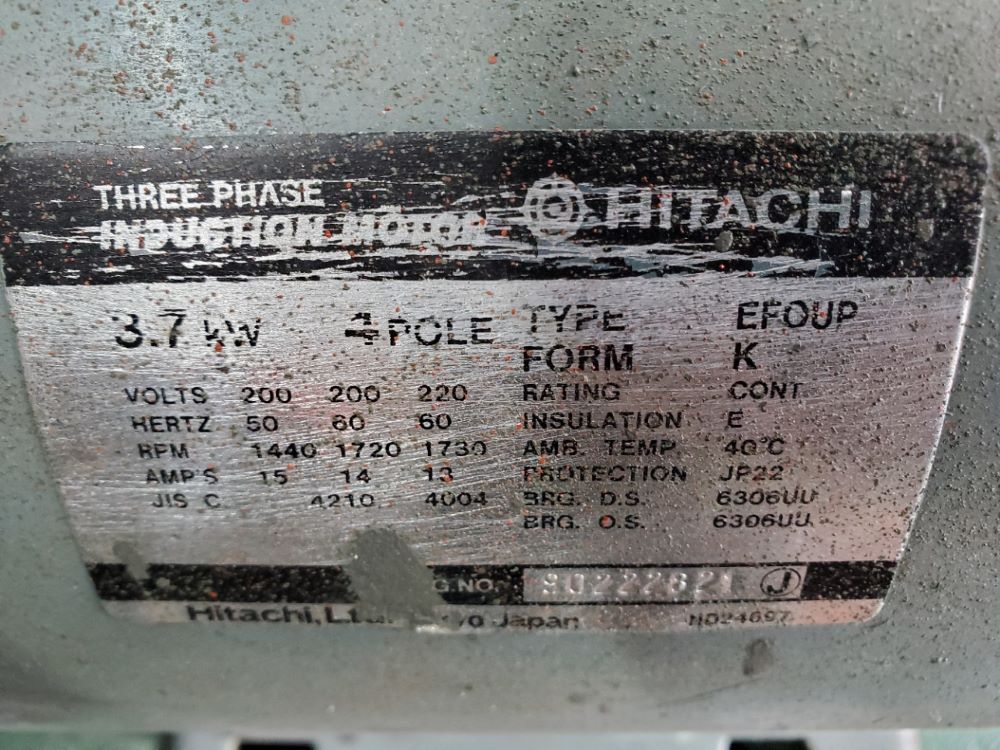 THREE PHASE
INDUCTION MOTOR HITACHI
3.7 kW 4 POLE TYPE EFOUP
FORM K
VOLTS 200 200 220 RATING CONT.
HERTZ 50 60 60 INSULATION E
RPM 1440 1720 1730 AMB. TEMP. 40°C
AMP'S 15 14 13 PROTECTION JP22
JIS C. 4210 4004 BRG. D.S. 6306UU
BRG. O.S. 6306UU
NO. J
Hitachi, Ltd. Japan